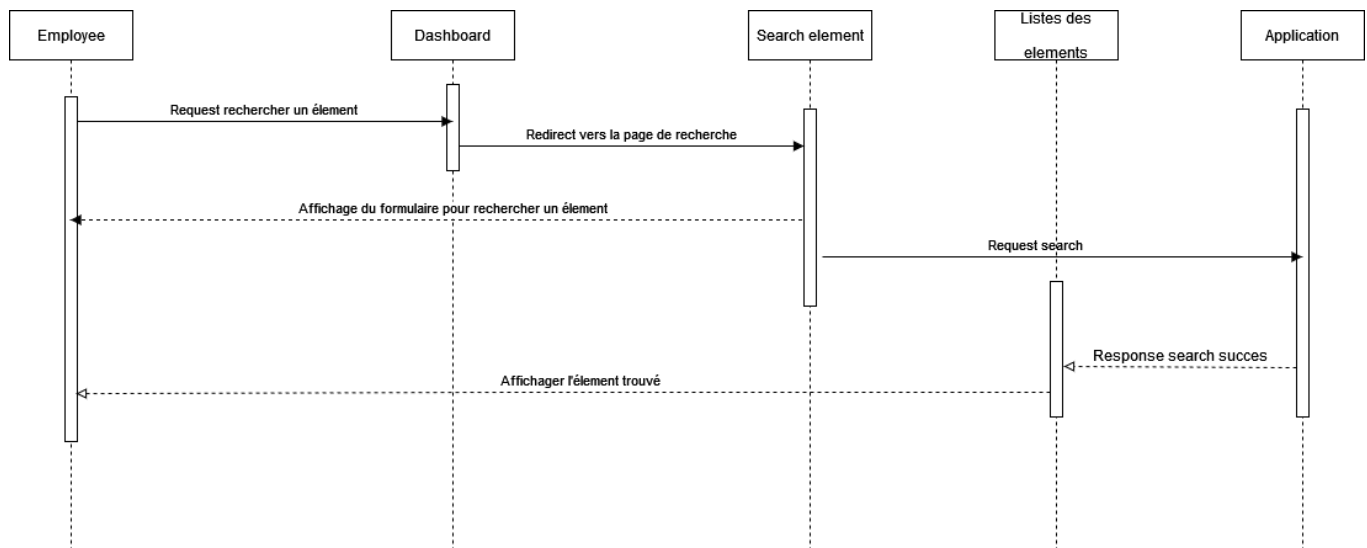 Employee
Dashboard
Search element
Listes des
elements
Application
Request rechercher un élement
Redirect vers la page de recherche
Affichage du formulaire pour rechercher un élement
Request search
Response search succes
Affichager l'élement trouvé